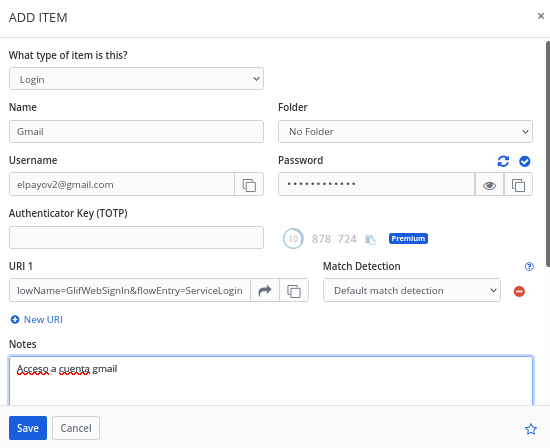 ADD ITEM ×
What type of item is this?
Login
Name Folder
Gmail No Folder
Username Password
elpayov2@gmail.com ••••••••••••
Authenticator Key (TOTP)
10 878 724 Premium
URI 1 Match Detection
lowName=GlifWebSignIn&flowEntry=ServiceLogin Default match detection
New URI
Notes
Acceso a cuenta gmail
Save Cancel